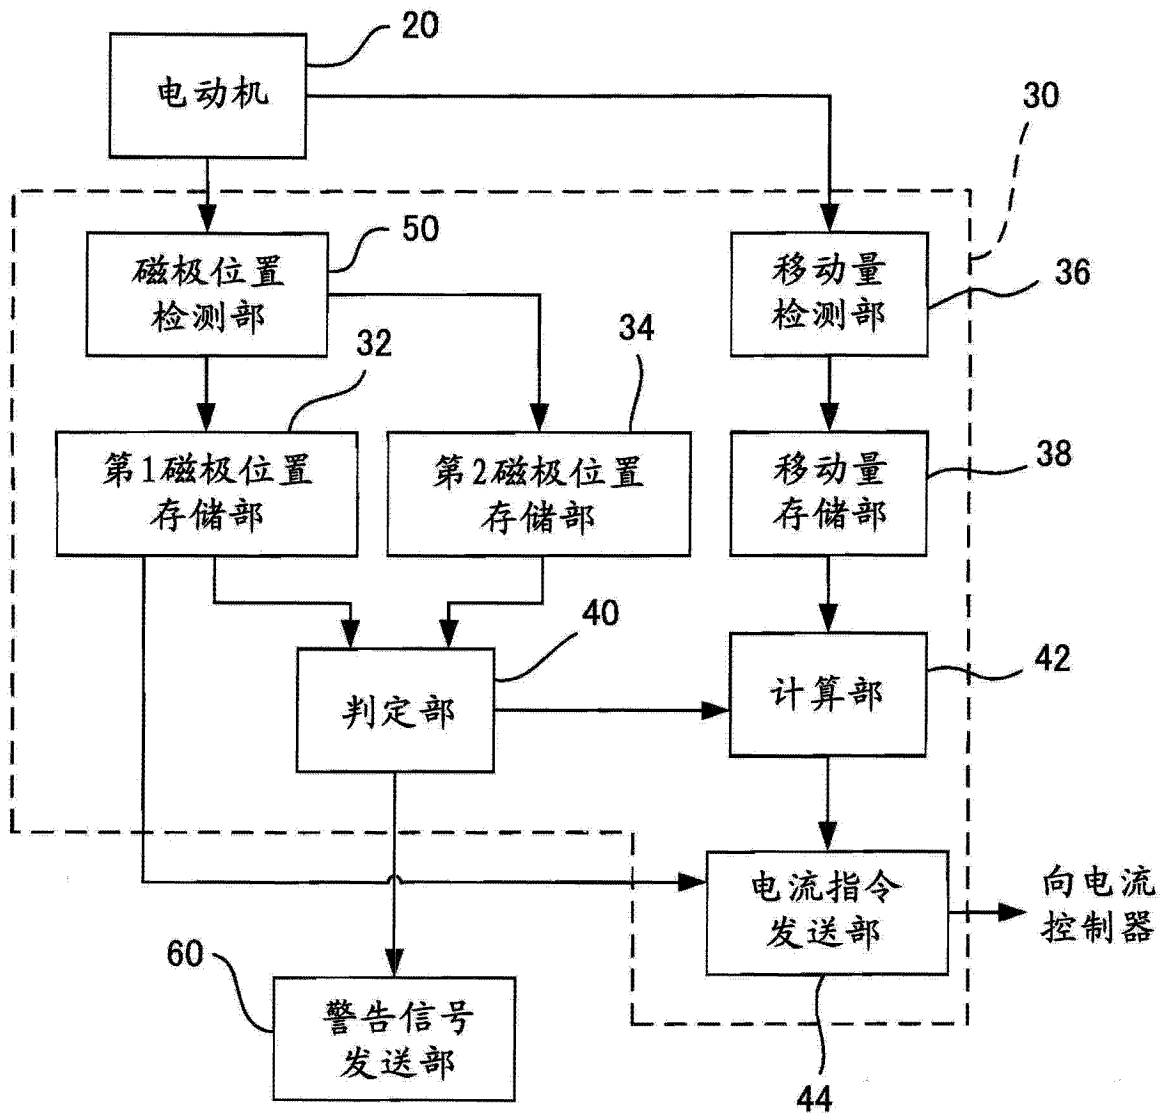 20
电动机
30
50
磁极位置
检测部
移动量
检测部
36
32
34
第1磁极位置
存储部
第2磁极位置
存储部
移动量
存储部
38
40
判定部
计算部
42
电流指令
发送部
向电流
控制器
60
警告信号
发送部
44